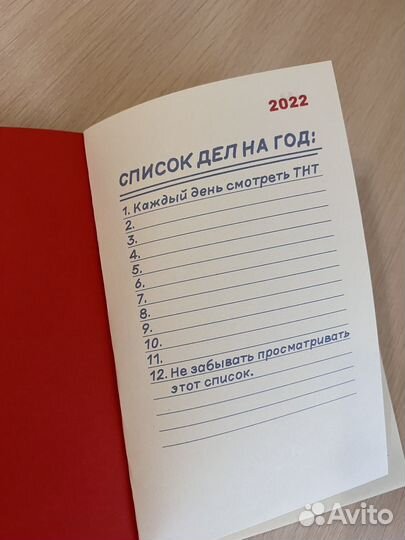 2022
СПИСОК ДЕЛ НА ГОД:
1. Каждый день смотреть ТНТ
2.
3.
4.
5.
6.
7.
8.
9.
10.
11.
12. Не забывать просматривать
этот список.
Avito